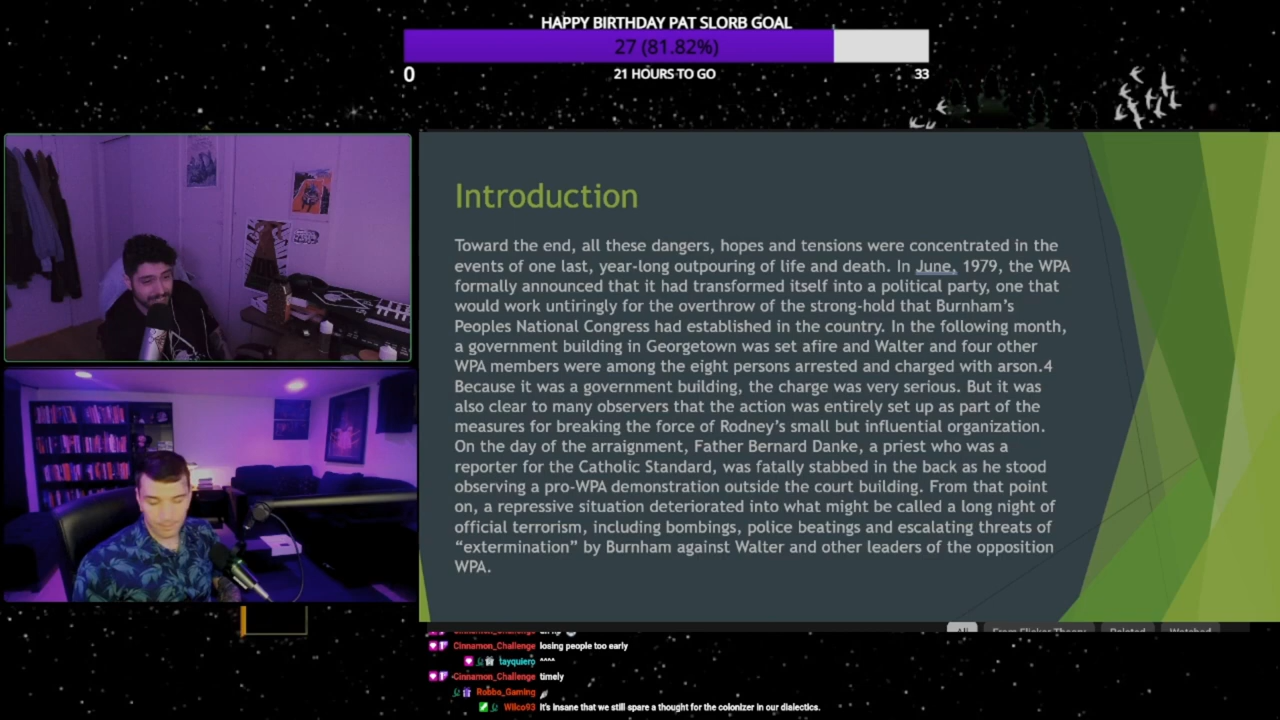 HAPPY BIRTHDAY PAT SLORB GOAL
27 (81.82%)
0
21 HOURS TO GO
33
Introduction
Toward the end, all these dangers, hopes and tensions were concentrated in the
events of one last, year-long outpouring of life and death. In June, 1979, the WPA
formally announced that it had transformed itself into a political party, one that
would work untiringly for the overthrow of the strong-hold that Burnham's
Peoples National Congress had established in the country. In the following month,
a government building in Georgetown was set afire and Walter and four other
WPA members were among the eight persons arrested and charged with arson.4
Because it was a government building, the charge was very serious. But it was
also clear to many observers that the action was entirely set up as part of the
measures for breaking the force of Rodney's small but influential organization.
On the day of the arraignment, Father Bernard Danke, a priest who was a
reporter for the Catholic Standard, was fatally stabbed in the back as he stood
observing a pro-WPA demonstration outside the court building. From that point
on, a repressive situation deteriorated into what might be called a long night of
official terrorism, including bombings, police beatings and escalating threats of
“extermination” by Burnham against Walter and other leaders of the opposition
WPA.
All From Flicker Theory Related Watched
Cinnamon_Challenge losing people too early
tayquiero ^^^^
Cinnamon_Challenge timely
Robbo_Gaming
Wilco93 It's insane that we still spare a thought for the colonizer in our dialectics.